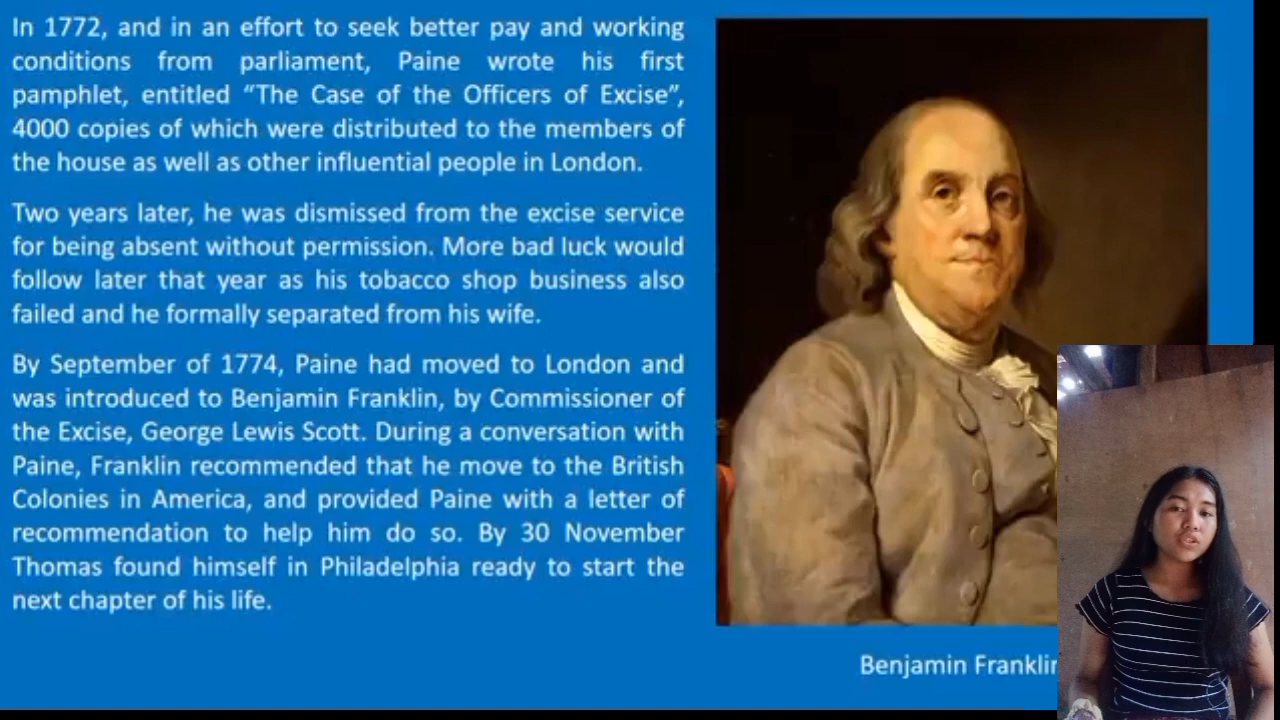 In 1772, and in an effort to seek better pay and working
conditions from parliament, Paine wrote his first
pamphlet, entitled “The Case of the Officers of Excise”,
4000 copies of which were distributed to the members of
the house as well as other influential people in London.
Two years later, he was dismissed from the excise service
for being absent without permission. More bad luck would
follow later that year as his tobacco shop business also
failed and he formally separated from his wife.
By September of 1774, Paine had moved to London and
was introduced to Benjamin Franklin, by Commissioner of
the Excise, George Lewis Scott. During a conversation with
Paine, Franklin recommended that he move to the British
Colonies in America, and provided Paine with a letter of
recommendation to help him do so. By 30 November
Thomas found himself in Philadelphia ready to start the
next chapter of his life.
Benjamin Franklin